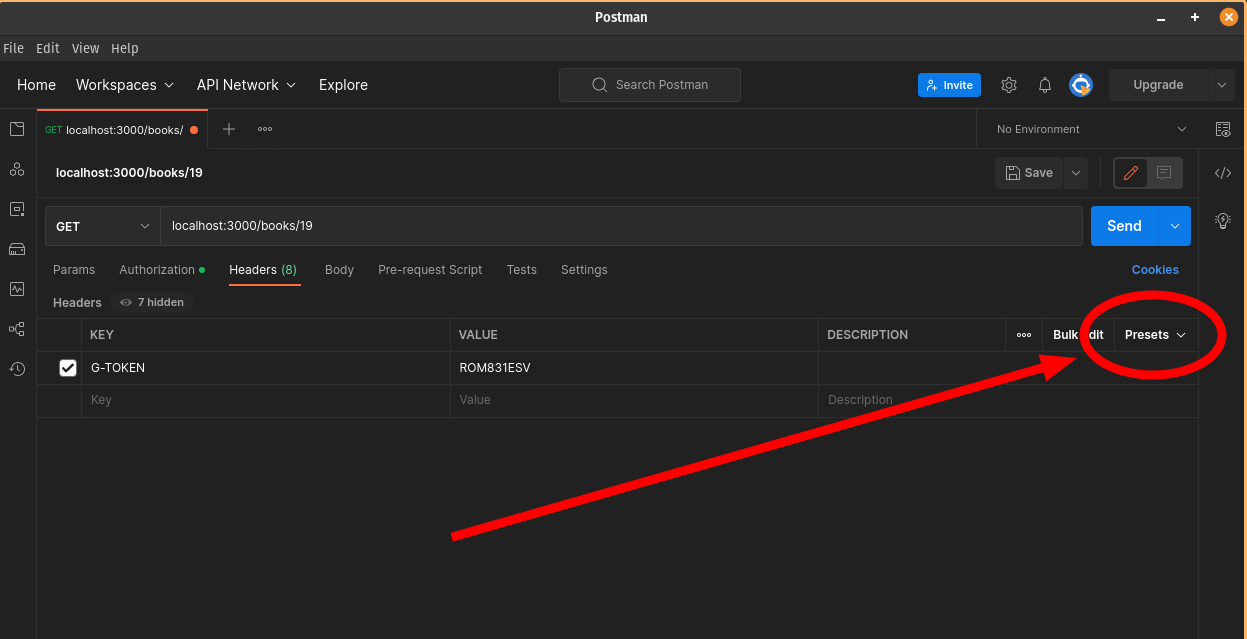 Postman
File Edit View Help
Home Workspaces API Network Explore Search Postman Invite Upgrade
GET localhost:3000/books/ No Environment
localhost:3000/books/19 Save
GET localhost:3000/books/19 Send
Params Authorization Headers (8) Body Pre-request Script Tests Settings Cookies
Headers 7 hidden
KEY VALUE DESCRIPTION Bulk Edit Presets
G-TOKEN ROM831ESV
Key Value Description